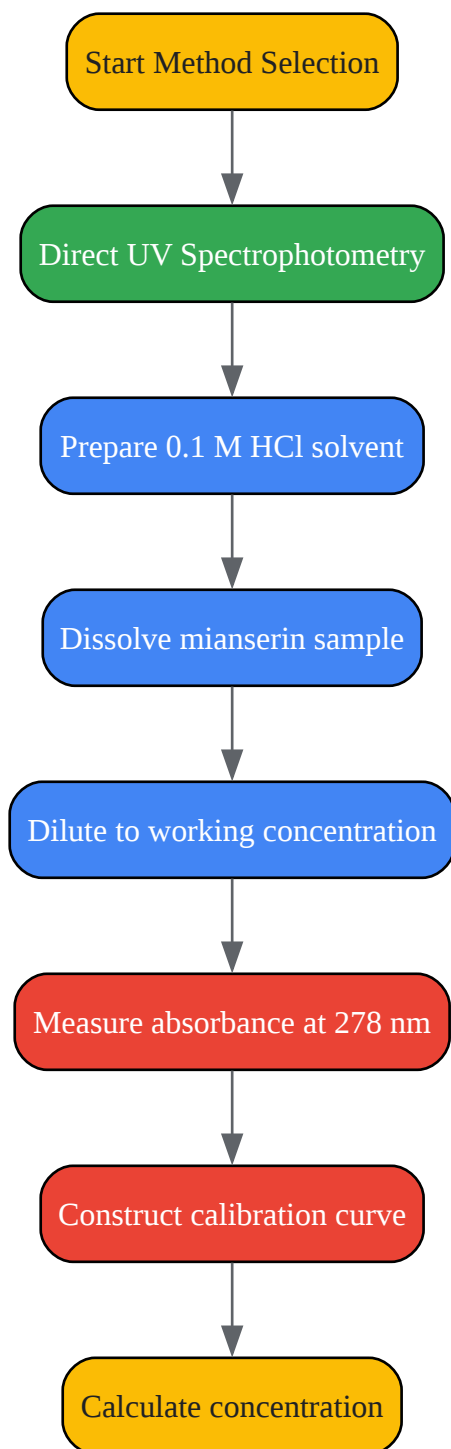 Start Method Selection
Direct UV Spectrophotometry
Prepare 0.1 M HCl solvent
Dissolve mianserin sample
Dilute to working concentration
Measure absorbance at 278 nm
Construct calibration curve
Calculate concentration